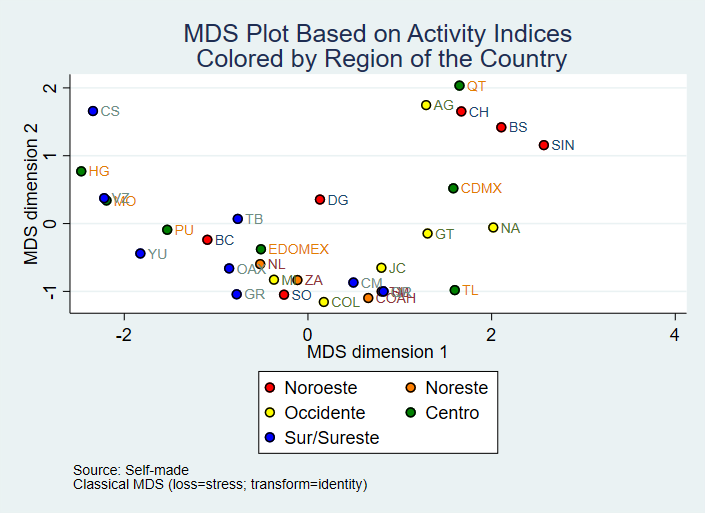 MDS Plot Based on Activity Indices
Colored by Region of the Country
MDS dimension 2
2
1
0
-1
QT
AG
CH
CS
BS
SIN
HG
CDMX
VZ
MO
DG
TB
PU
NA
GT
BC
EDOMEX
YU
NL
OAX
JC
ZA
CM
GR
SO
COAH
TL
COL
-2
0
2
4
MDS dimension 1
Noroeste
Noreste
Occidente
Centro
Sur/Sureste
Source: Self-made
Classical MDS (loss=stress; transform=identity)